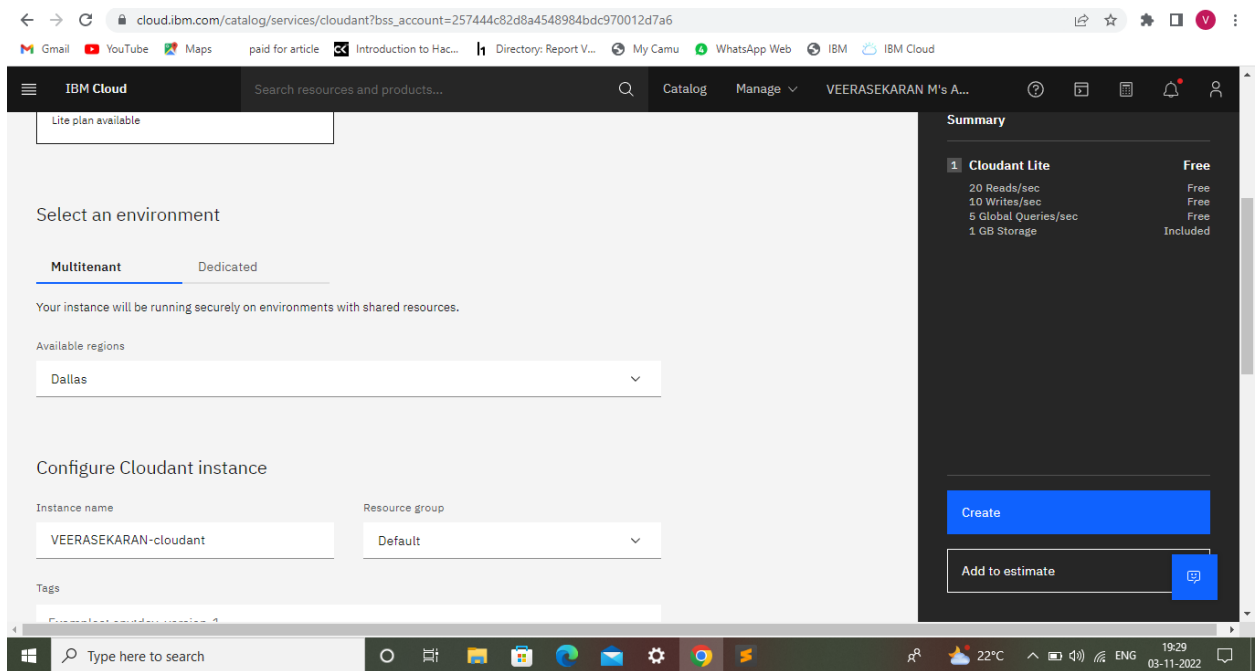 cloud.ibm.com/catalog/services/cloudant?bss_account=257444c82d8a4548984bdc970012d7a6
V
Gmail YouTube Maps paid for article CK Introduction to Hac... Directory: Report V... My Camu WhatsApp Web IBM IBM Cloud
IBM Cloud Search resources and products... Catalog Manage VEERASEKARAN M's A...
Lite plan available
Select an environment
Multitenant Dedicated
Your instance will be running securely on environments with shared resources.
Available regions
Dallas
Configure Cloudant instance
Instance name Resource group
VEERASEKARAN-cloudant Default
Tags
Summary
1 Cloudant Lite Free
20 Reads/sec Free
10 Writes/sec Free
5 Global Queries/sec Free
1 GB Storage Included
Create
Add to estimate
Type here to search
22°C ENG
19:29
03-11-2022